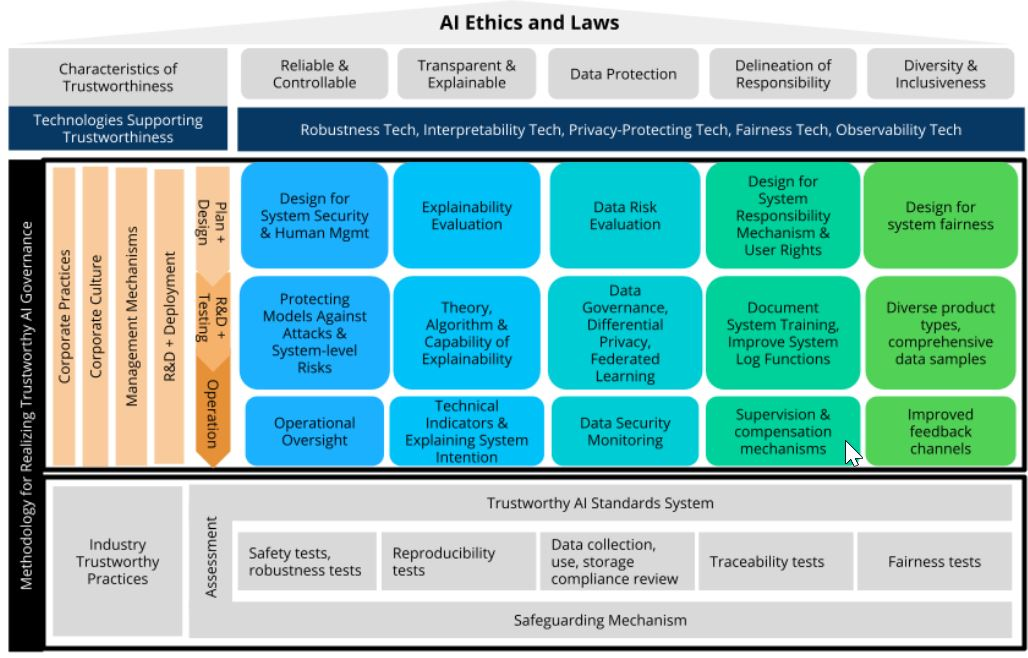 AI Ethics and Laws
Characteristics of
Trustworthiness
Reliable &
Controllable
Transparent &
Explainable
Data Protection
Delineation of
Responsibility
Diversity &
Inclusiveness
Technologies Supporting
Trustworthiness
Robustness Tech, Interpretability Tech, Privacy-Protecting Tech, Fairness Tech, Observability Tech
Methodology for Realizing Trustworthy AI Governance
Corporate Practices
Corporate Culture
Management Mechanisms
R&D + Deployment
Plan +
Design
Design for
System Security
& Human Mgmt
Explainability
Evaluation
Data Risk
Evaluation
Design for
System
Responsibility
Mechanism &
User Rights
Design for
system fairness
R&D +
Testing
Protecting
Models Against
Attacks &
System-level
Risks
Theory,
Algorithm &
Capability of
Explainability
Data
Governance,
Differential
Privacy,
Federated
Learning
Document
System Training,
Improve System
Log Functions
Diverse product
types,
comprehensive
data samples
Operation
Operational
Oversight
Technical
Indicators &
Explaining System
Intention
Data Security
Monitoring
Supervision &
compensation
mechanisms
Improved
feedback
channels
Industry
Trustworthy
Practices
Assessment
Trustworthy AI Standards System
Safety tests,
robustness tests
Reproducibility
tests
Data collection,
use, storage
compliance review
Traceability tests
Fairness tests
Safeguarding Mechanism